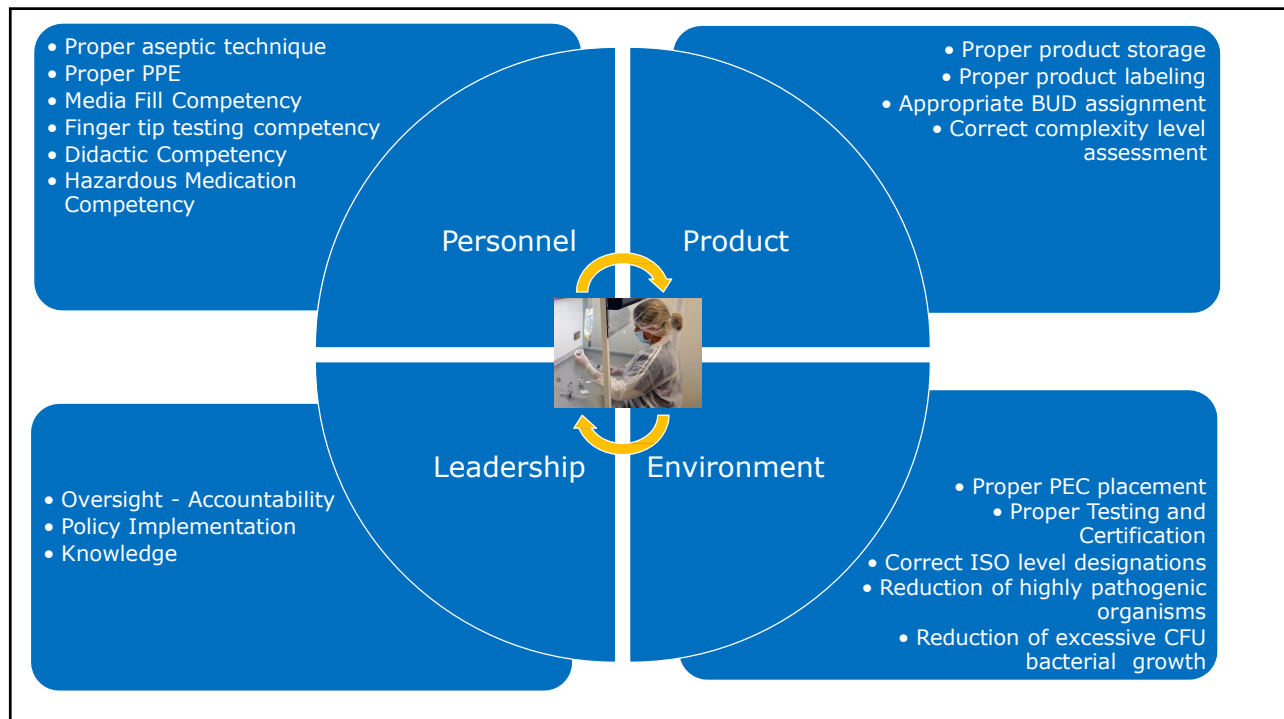 • Proper aseptic technique
• Proper PPE
• Media Fill Competency
• Finger tip testing competency
• Didactic Competency
• Hazardous Medication
Competency
• Proper product storage
• Proper product labeling
• Appropriate BUD assignment
• Correct complexity level
assessment
Personnel
Product
Leadership
Environment
• Oversight - Accountability
• Policy Implementation
• Knowledge
• Proper PEC placement
• Proper Testing and
Certification
• Correct ISO level designations
• Reduction of highly pathogenic
organisms
• Reduction of excessive CFU
bacterial growth